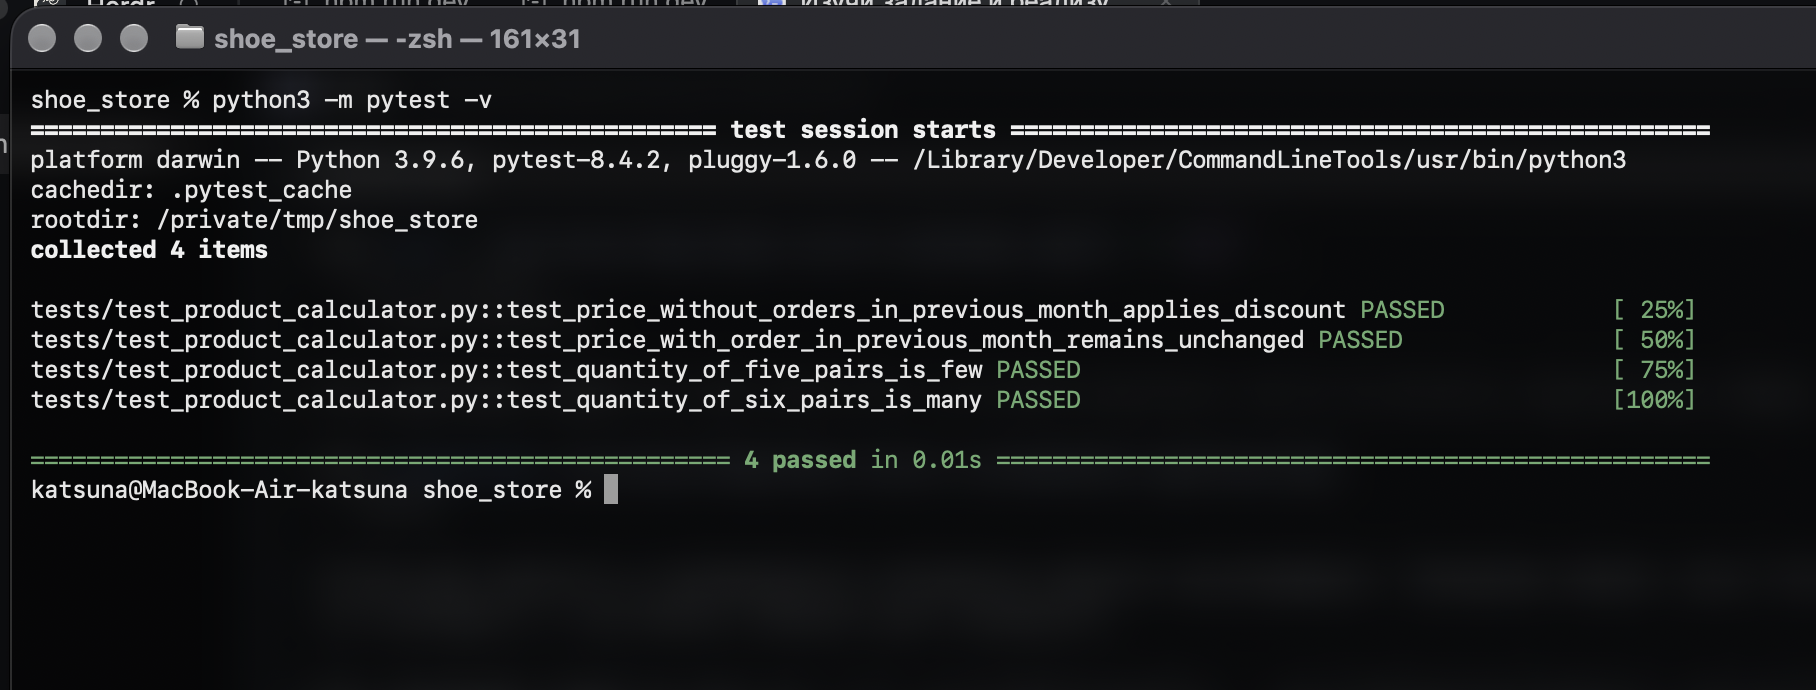 shoe_store — -zsh — 161×31
shoe_store % python3 -m pytest -v
================================================= test session starts ==================================================
platform darwin -- Python 3.9.6, pytest-8.4.2, pluggy-1.6.0 -- /Library/Developer/CommandLineTools/usr/bin/python3
cachedir: .pytest_cache
rootdir: /private/tmp/shoe_store
collected 4 items
tests/test_product_calculator.py::test_price_without_orders_in_previous_month_applies_discount PASSED            [ 25%]
tests/test_product_calculator.py::test_price_with_order_in_previous_month_remains_unchanged PASSED               [ 50%]
tests/test_product_calculator.py::test_quantity_of_five_pairs_is_few PASSED                                      [ 75%]
tests/test_product_calculator.py::test_quantity_of_six_pairs_is_many PASSED                                      [100%]
================================================== 4 passed in 0.01s ===================================================
katsuna@MacBook-Air-katsuna shoe_store %